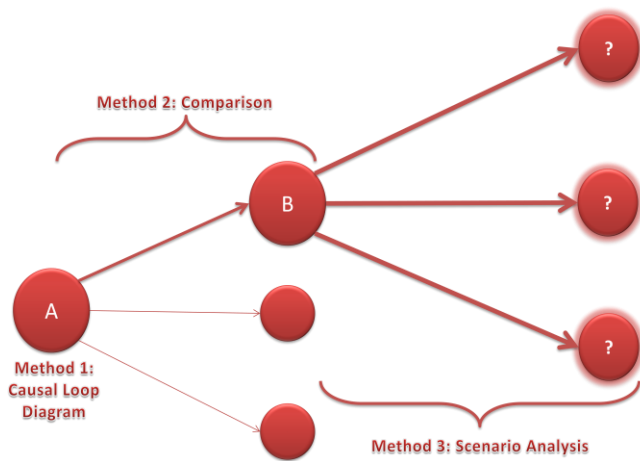 ?
Method 2: Comparison
B
?
A
?
Method 1:
Causal Loop
Diagram
Method 3: Scenario Analysis